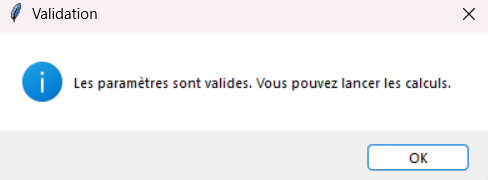 Validation
Les paramètres sont valides. Vous pouvez lancer les calculs.
OK